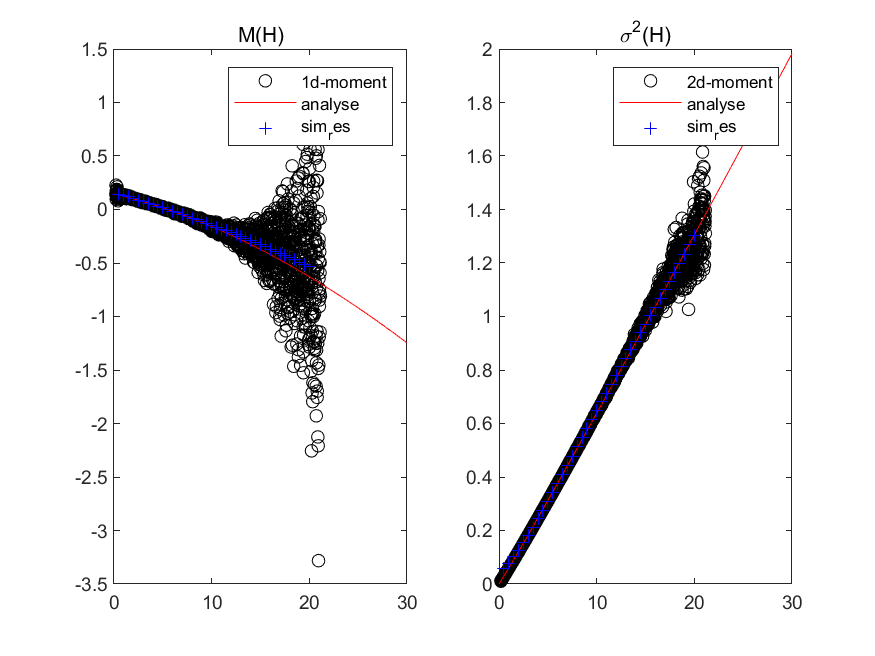 M(H)
1d-moment
analyse
sim_res
1.5
1
0.5
0
-0.5
-1
-1.5
-2
-2.5
-3
-3.5
0 10 20 30
σ²(H)
2d-moment
analyse
sim_res
2
1.8
1.6
1.4
1.2
1
0.8
0.6
0.4
0.2
0
0 10 20 30